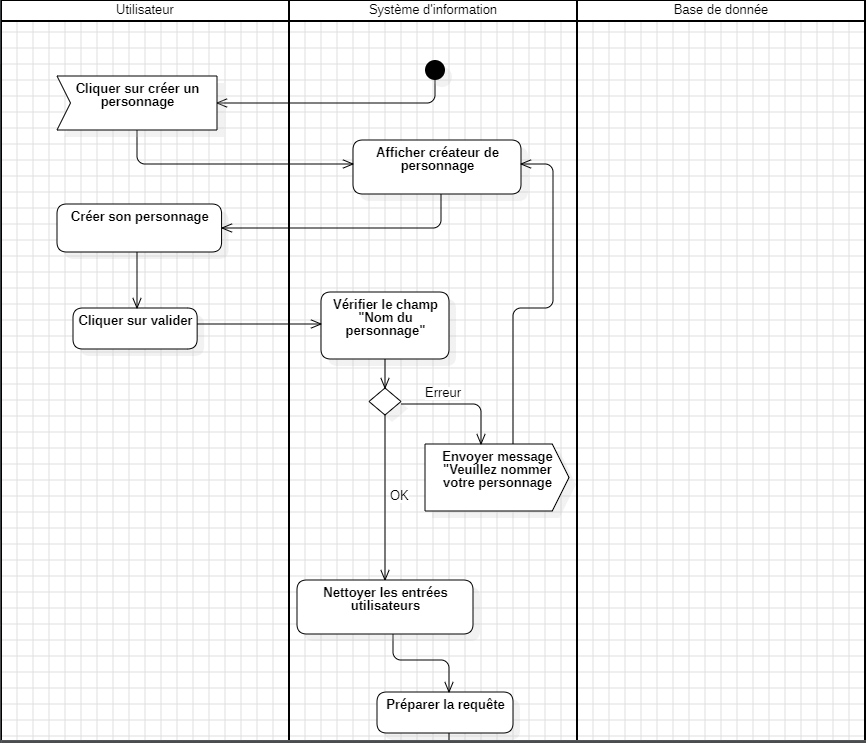 Utilisateur
Système d'information
Base de donnée
Cliquer sur créer un
personnage
Afficher créateur de
personnage
Créer son personnage
Cliquer sur valider
Vérifier le champ
"Nom du
personnage"
Erreur
Envoyer message
"Veuillez nommer
votre personnage
OK
Nettoyer les entrées
utilisateurs
Préparer la requête